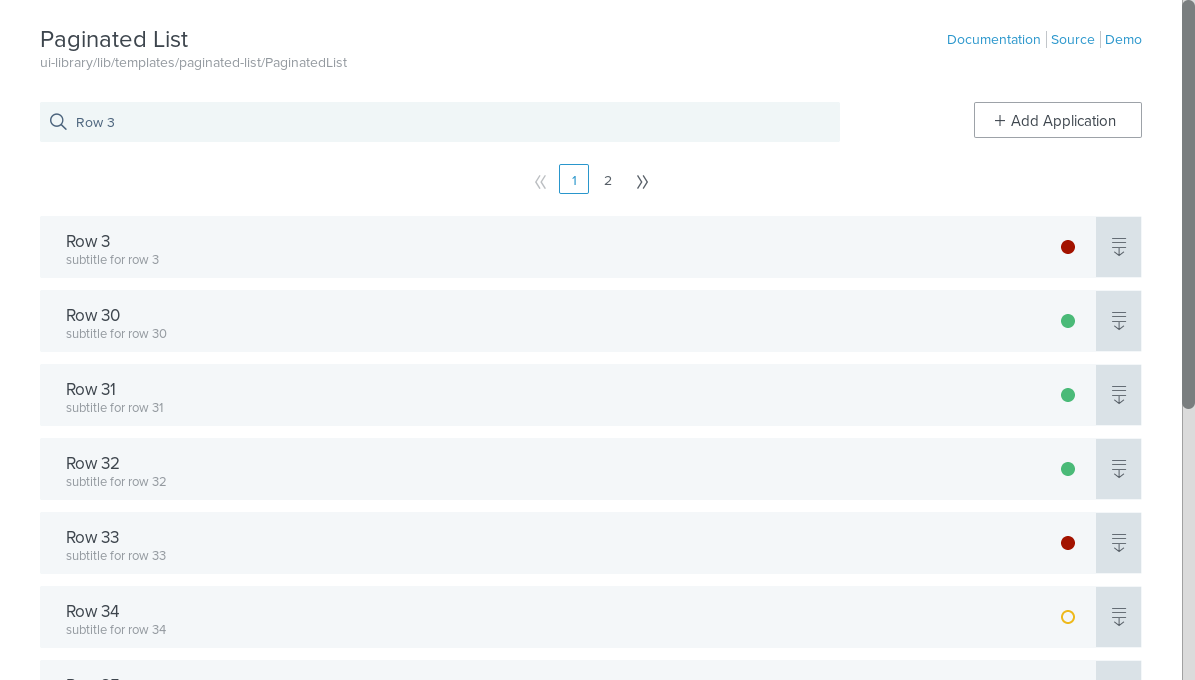 Paginated List
Documentation Source Demo
ui-library/lib/templates/paginated-list/PaginatedList
Row 3
+ Add Application
1 2
Row 3
subtitle for row 3
Row 30
subtitle for row 30
Row 31
subtitle for row 31
Row 32
subtitle for row 32
Row 33
subtitle for row 33
Row 34
subtitle for row 34